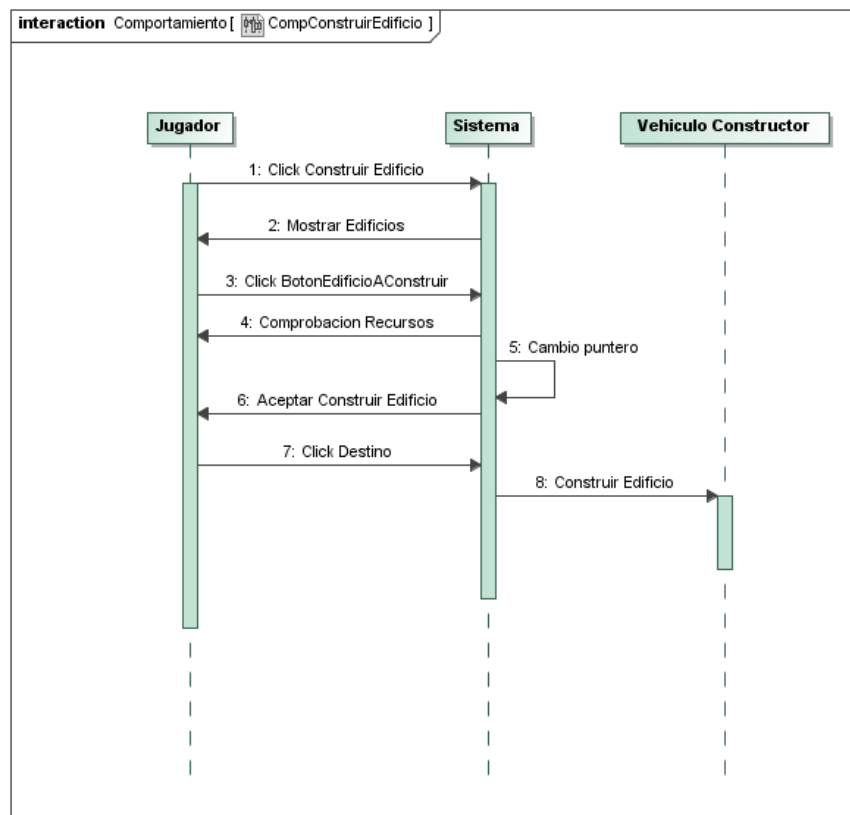 interaction Comportamiento [ CompConstruirEdificio ]
Jugador
Sistema
Vehiculo Constructor
1: Click Construir Edificio
2: Mostrar Edificios
3: Click BotonEdificioAConstruir
4: Comprobacion Recursos
5: Cambio puntero
6: Aceptar Construir Edificio
7: Click Destino
8: Construir Edificio